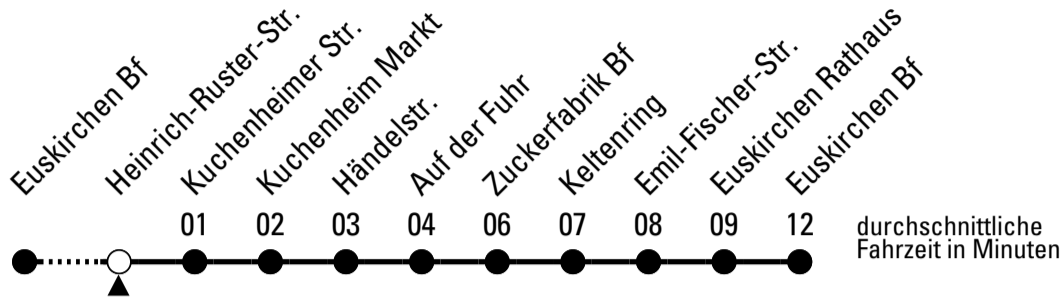 Euskirchen Bf
Heinrich-Ruster-Str.
Kuchenheimer Str.
Kuchenheim Markt
Händelstr.
Auf der Fuhr
Zuckerfabrik Bf
Keltenring
Emil-Fischer-Str.
Euskirchen Rathaus
Euskirchen Bf
01 02 03 04 06 07 08 09 12
durchschnittliche
Fahrzeit in Minuten